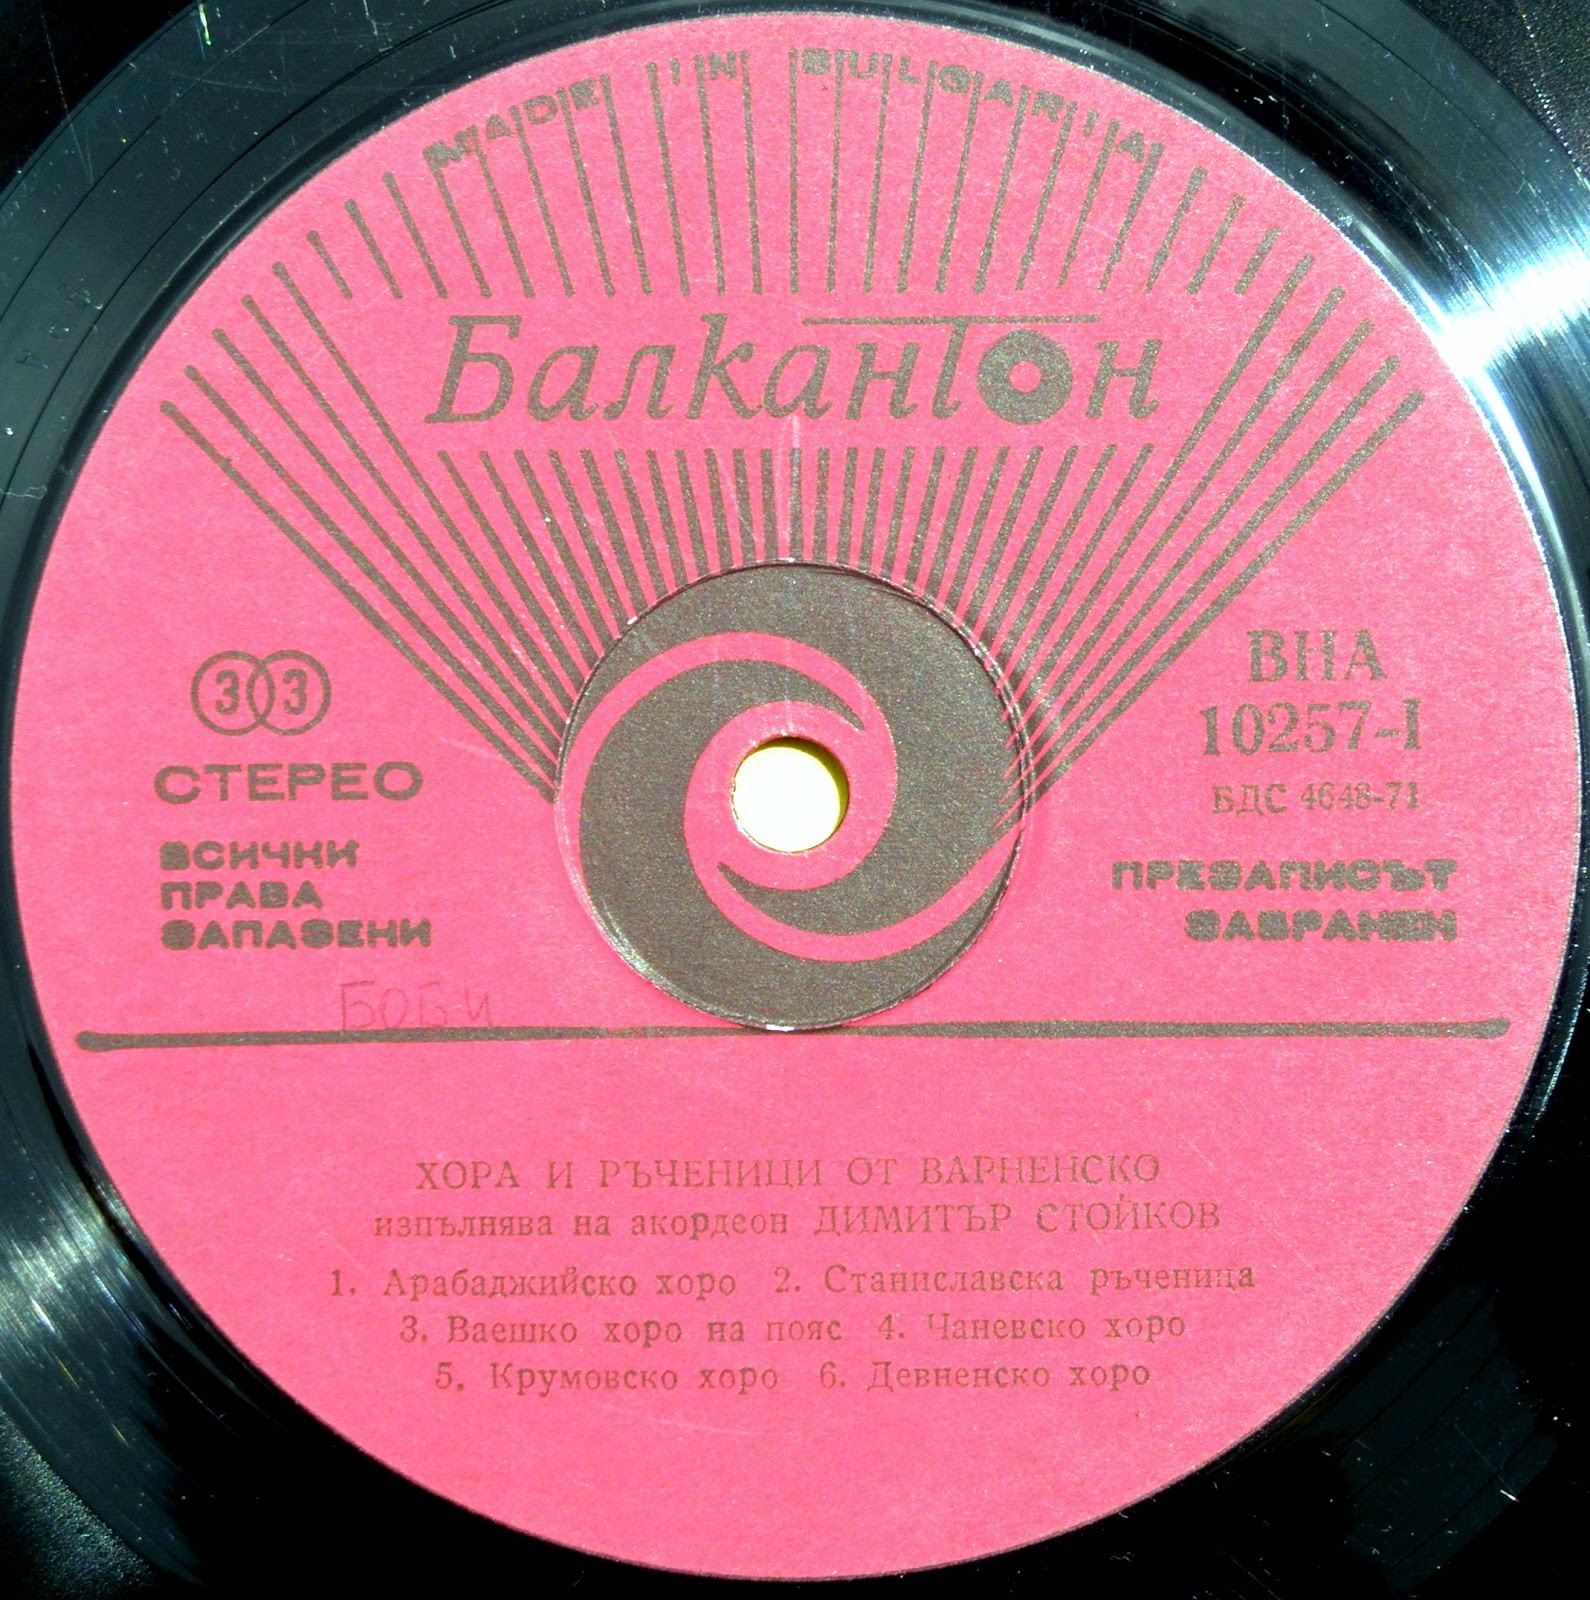 MADE IN BULGARIA
Балкантон
33
СТЕРЕО
ВСИЧКИ
ПРАВА
ЗАПАЗЕНИ
ВНА
10257-I
БДС 4648-71
ПРЕЗАПИСЪТ
ЗАБРАНЕН
БОБИ
ХОРА И РЪЧЕНИЦИ ОТ ВАРНЕНСКО
изпълнява на акордеон ДИМИТЪР СТОЙКОВ
1. Арабаджийско хоро 2. Станиславска ръченица
3. Ваешко хоро на пояс 4. Чаневско хоро
5. Крумовско хоро 6. Девненско хоро